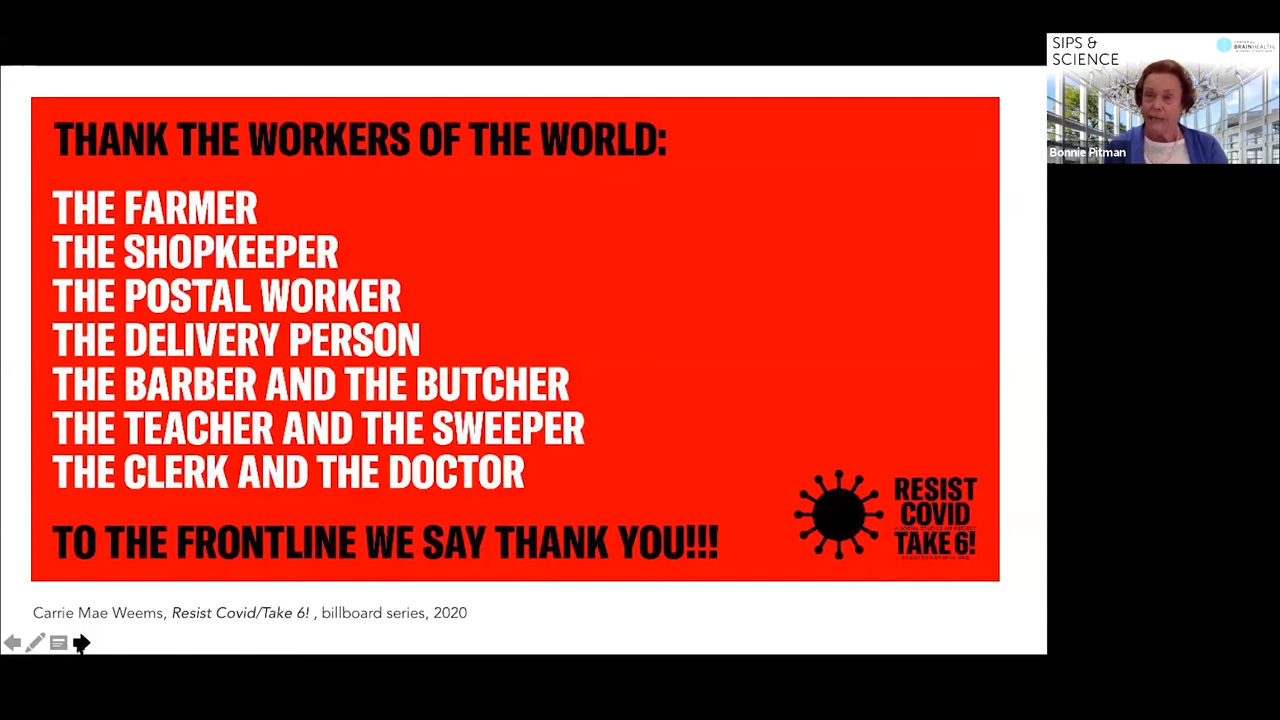 THANK THE WORKERS OF THE WORLD:
THE FARMER
THE SHOPKEEPER
THE POSTAL WORKER
THE DELIVERY PERSON
THE BARBER AND THE BUTCHER
THE TEACHER AND THE SWEEPER
THE CLERK AND THE DOCTOR
TO THE FRONTLINE WE SAY THANK YOU!!!
RESIST
COVID
TAKE 6!
Carrie Mae Weems, Resist Covid/Take 6! , billboard series, 2020
SIPS &
SCIENCE
BRAINHEALTH
Bonnie Pitman